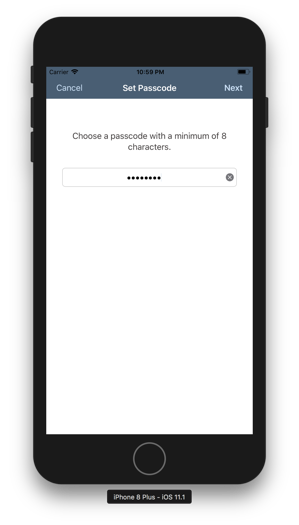 Carrier 10:59 PM
Cancel Set Passcode Next
Choose a passcode with a minimum of 8
characters.
••••••••
iPhone 8 Plus - iOS 11.1